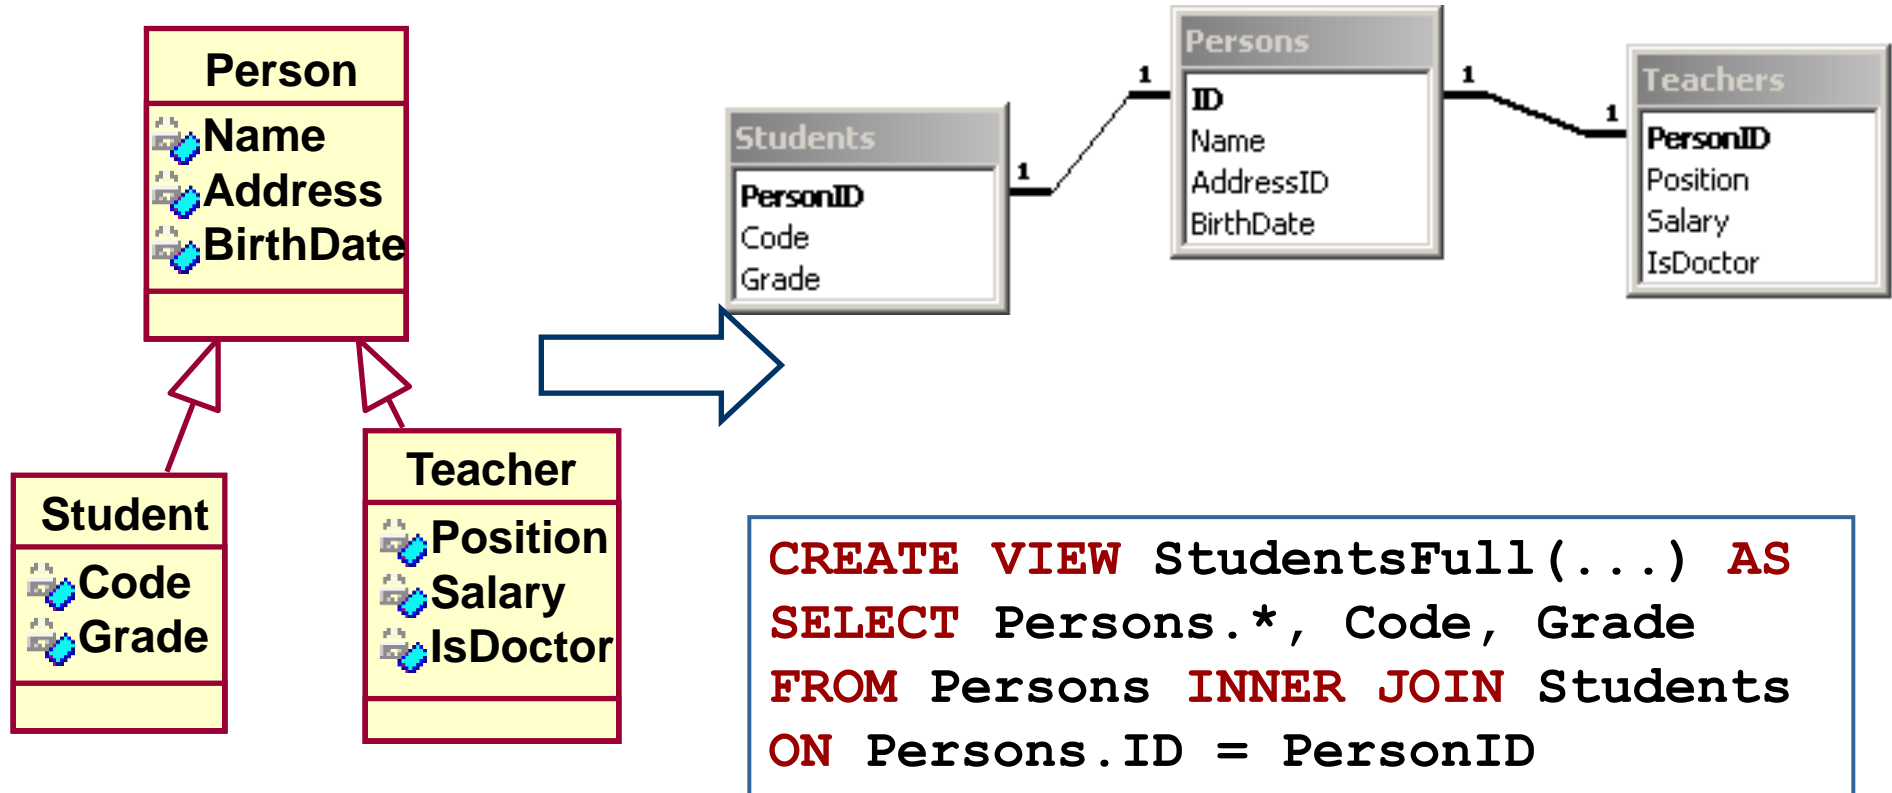 Person
Name
Address
BirthDate
Student
Code
Grade
Teacher
Position
Salary
IsDoctor
Students
PersonID
Code
Grade
1
1
Persons
ID
Name
AddressID
BirthDate
1
1
Teachers
PersonID
Position
Salary
IsDoctor
CREATE VIEW StudentsFull(...) AS
SELECT Persons.*, Code, Grade
FROM Persons INNER JOIN Students
ON Persons.ID = PersonID